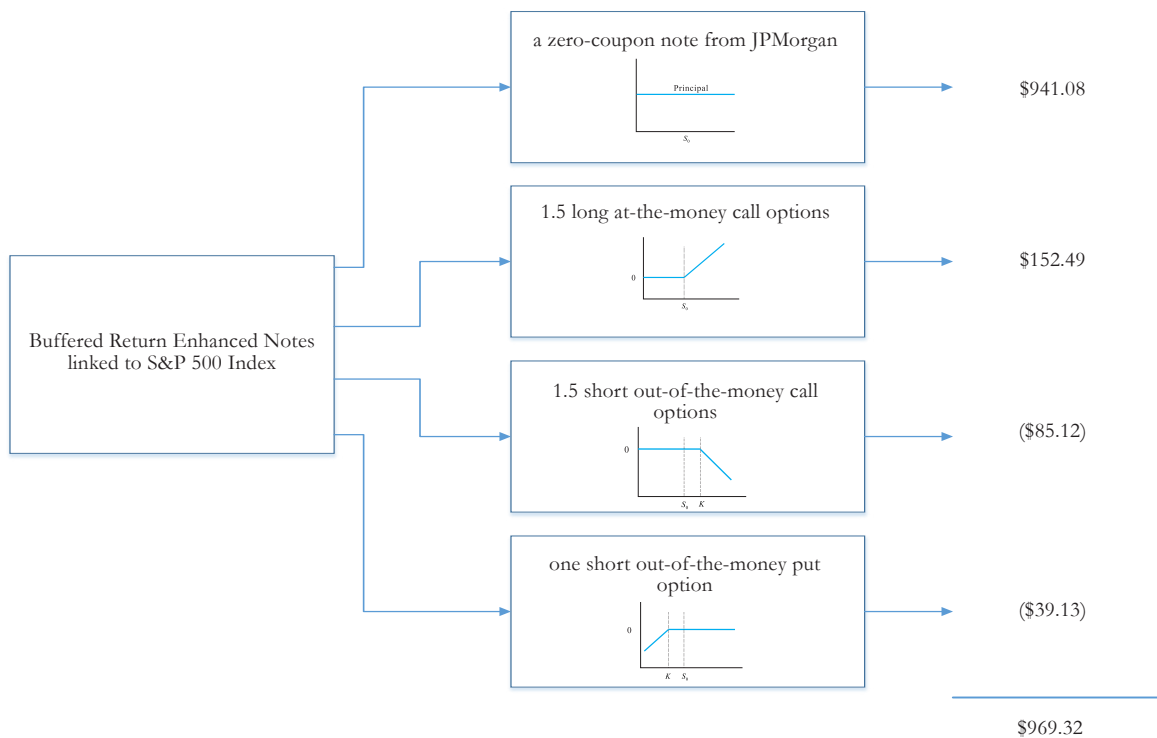 a zero-coupon note from JPMorgan
Principal
S₀
$941.08
1.5 long at-the-money call options
0
S₀
$152.49
Buffered Return Enhanced Notes
linked to S&P 500 Index
1.5 short out-of-the-money call
options
0
S₀ K
($85.12)
one short out-of-the-money put
option
0
K S₀
($39.13)
$969.32